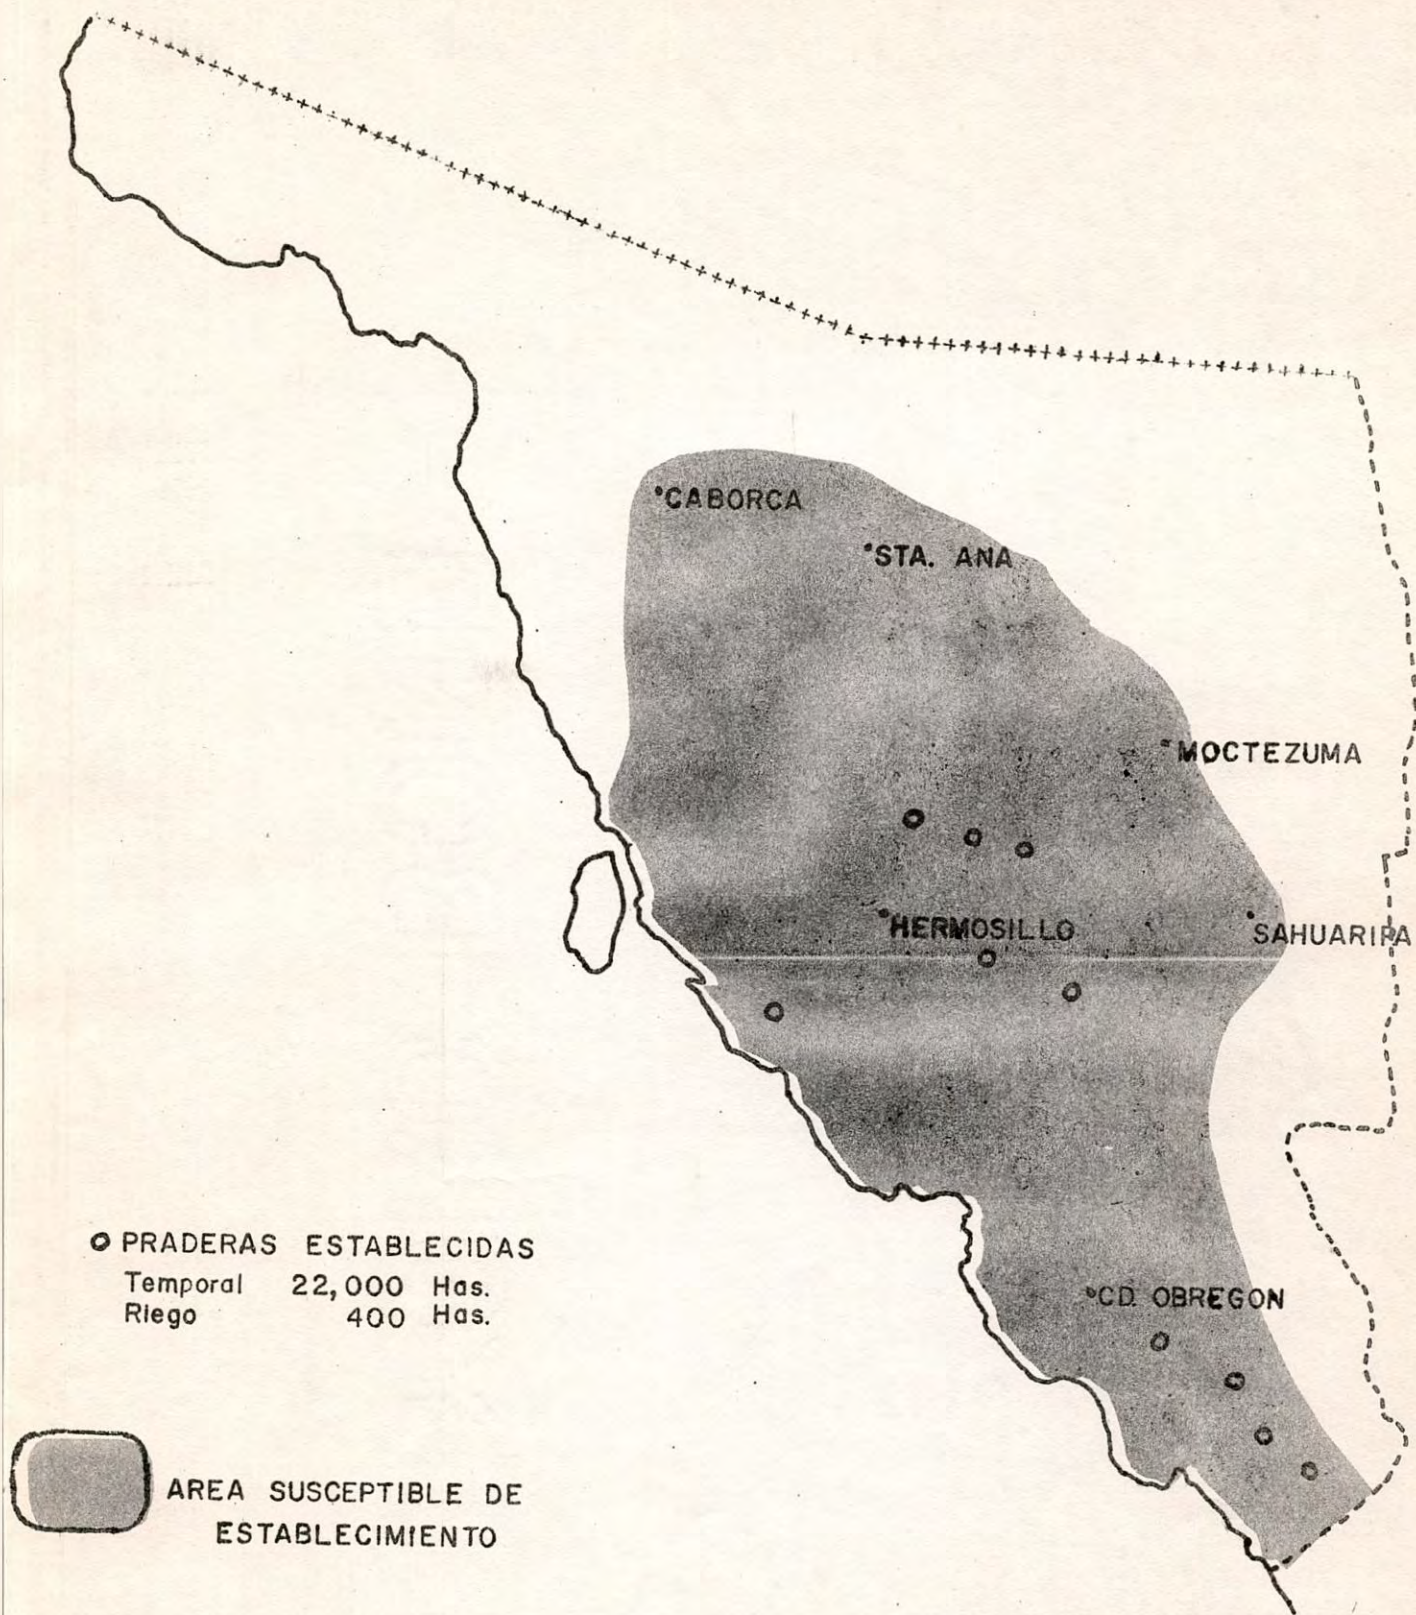 CABORCA
STA. ANA
MOCTEZUMA
HERMOSILLO
SAHUARIPA
PRADERAS ESTABLECIDAS
Temporal 22,000 Has.
Riego 400 Has.
CD. OBREGON
AREA SUSCEPTIBLE DE
ESTABLECIMIENTO